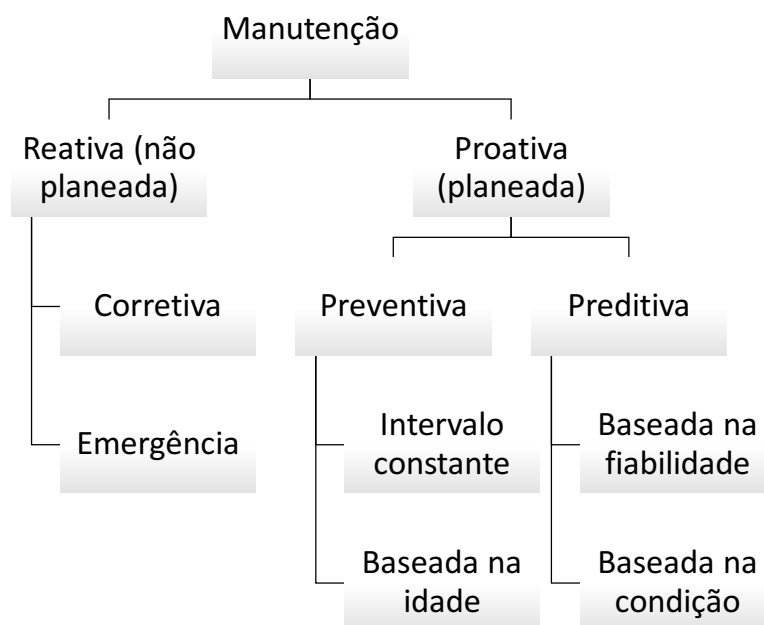 Manutenção
Reativa (não
planeada)
Proativa
(planeada)
Corretiva
Preventiva
Preditiva
Emergência
Intervalo
constante
Baseada na
fiabilidade
Baseada na
idade
Baseada na
condição